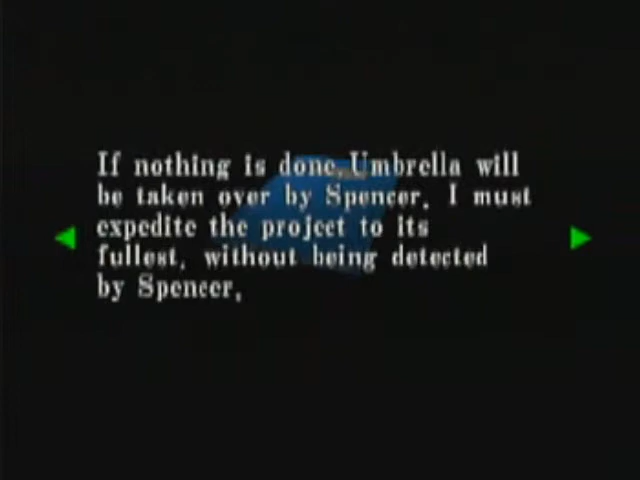 If nothing is done, Umbrella will
be taken over by Spencer. I must
expedite the project to its
fullest, without being detected
by Spencer.